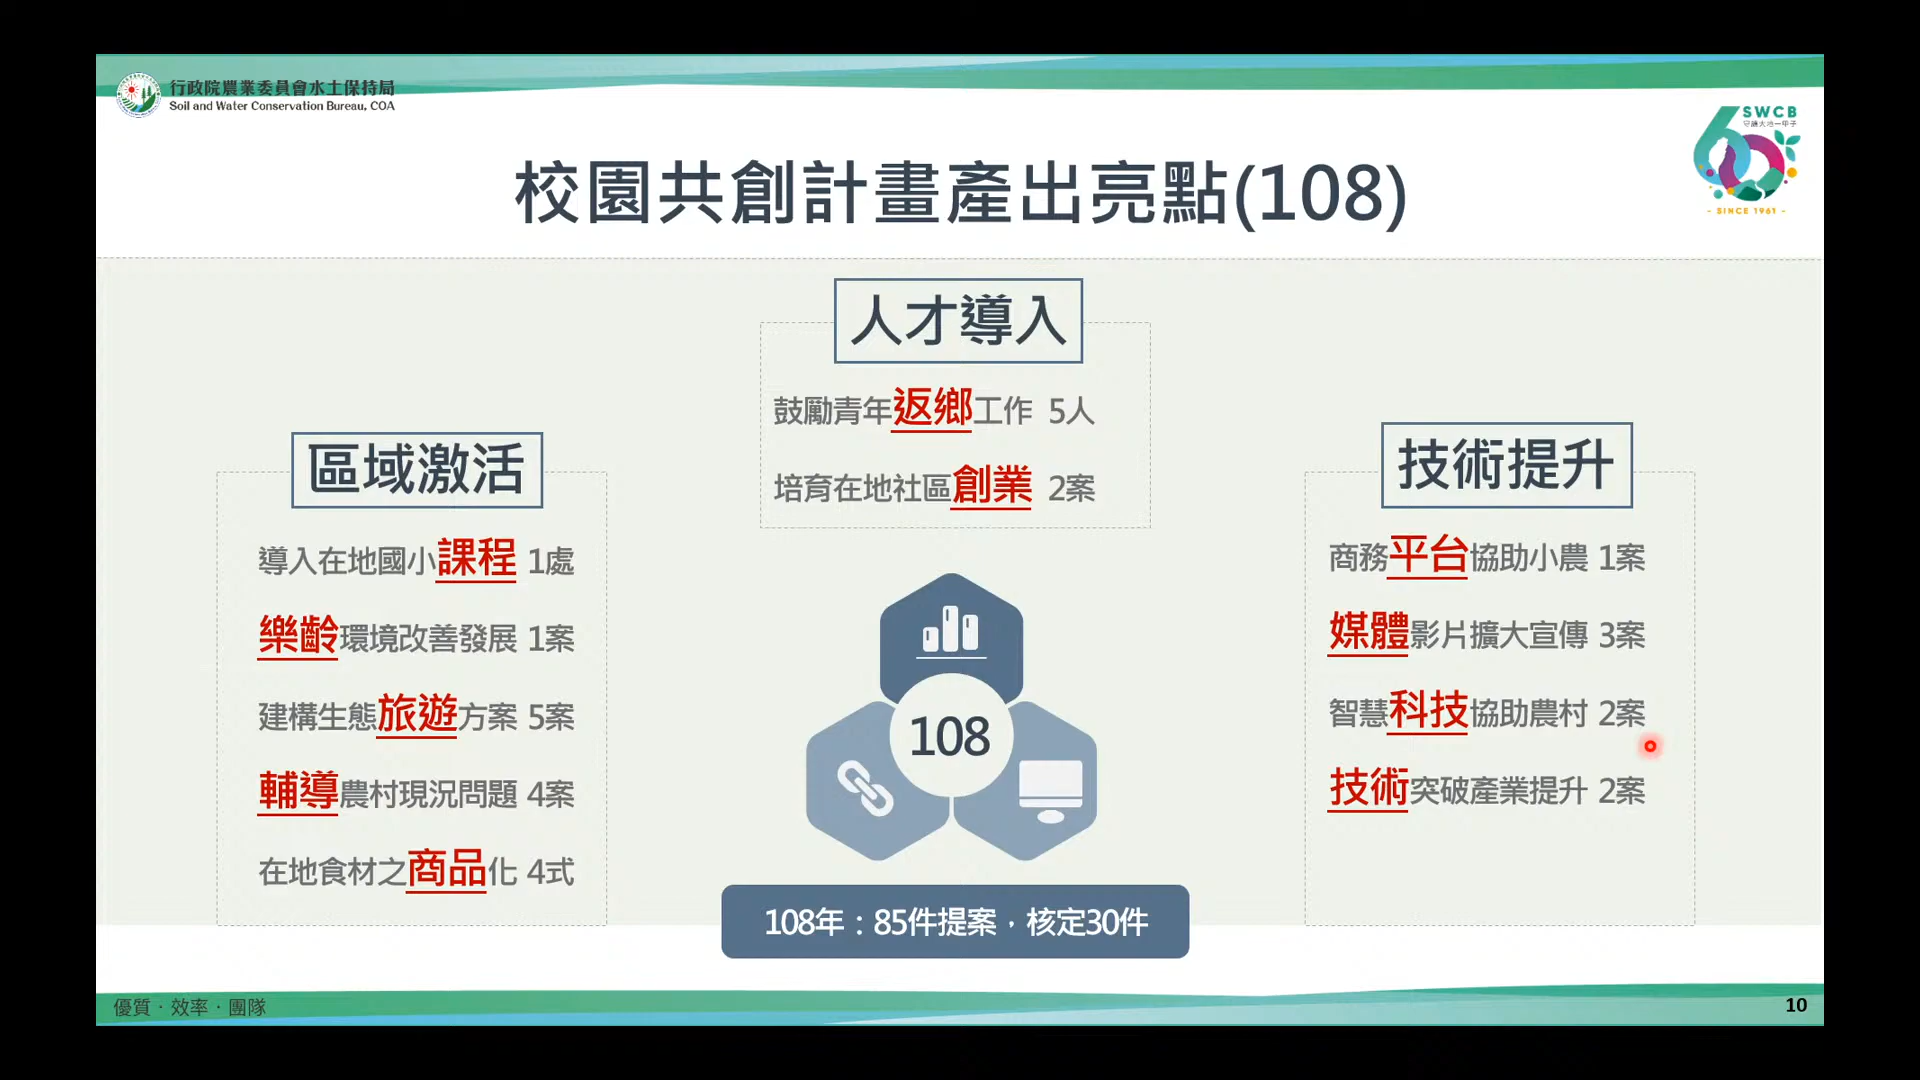 行政院農業委員會水土保持局
Soil and Water Conservation Bureau, COA
SWCB
守護大地一甲子
60
- SINCE 1961 -
校園共創計畫產出亮點(108)
人才導入
鼓勵青年返鄉工作 5人
培育在地社區創業 2案
區域激活
導入在地國小課程 1處
樂齡環境改善發展 1案
建構生態旅遊方案 5案
輔導農村現況問題 4案
在地食材之商品化 4式
技術提升
商務平台協助小農 1案
媒體影片擴大宣傳 3案
智慧科技協助農村 2案
技術突破產業提升 2案
108
108年：85件提案，核定30件
優質．效率．團隊
10